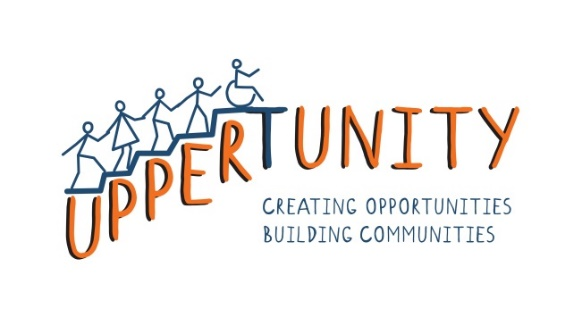 UPPERTUNITY
CREATING OPPORTUNITIES
BUILDING COMMUNITIES